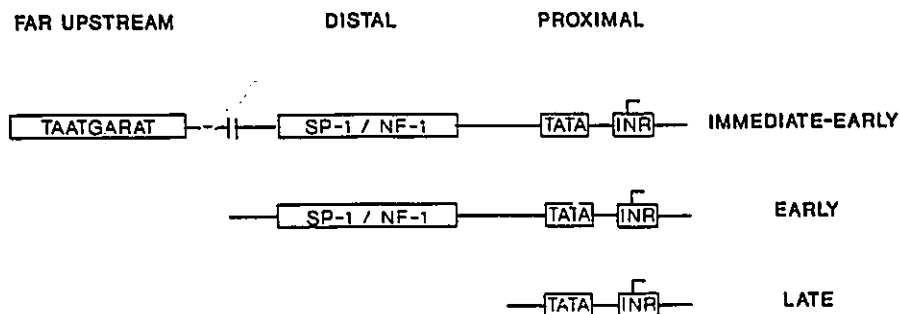 FAR UPSTREAM DISTAL PROXIMAL
TAATGARAT SP-1 / NF-1 TATA INR IMMEDIATE-EARLY
SP-1 / NF-1 TATA INR EARLY
TATA INR LATE